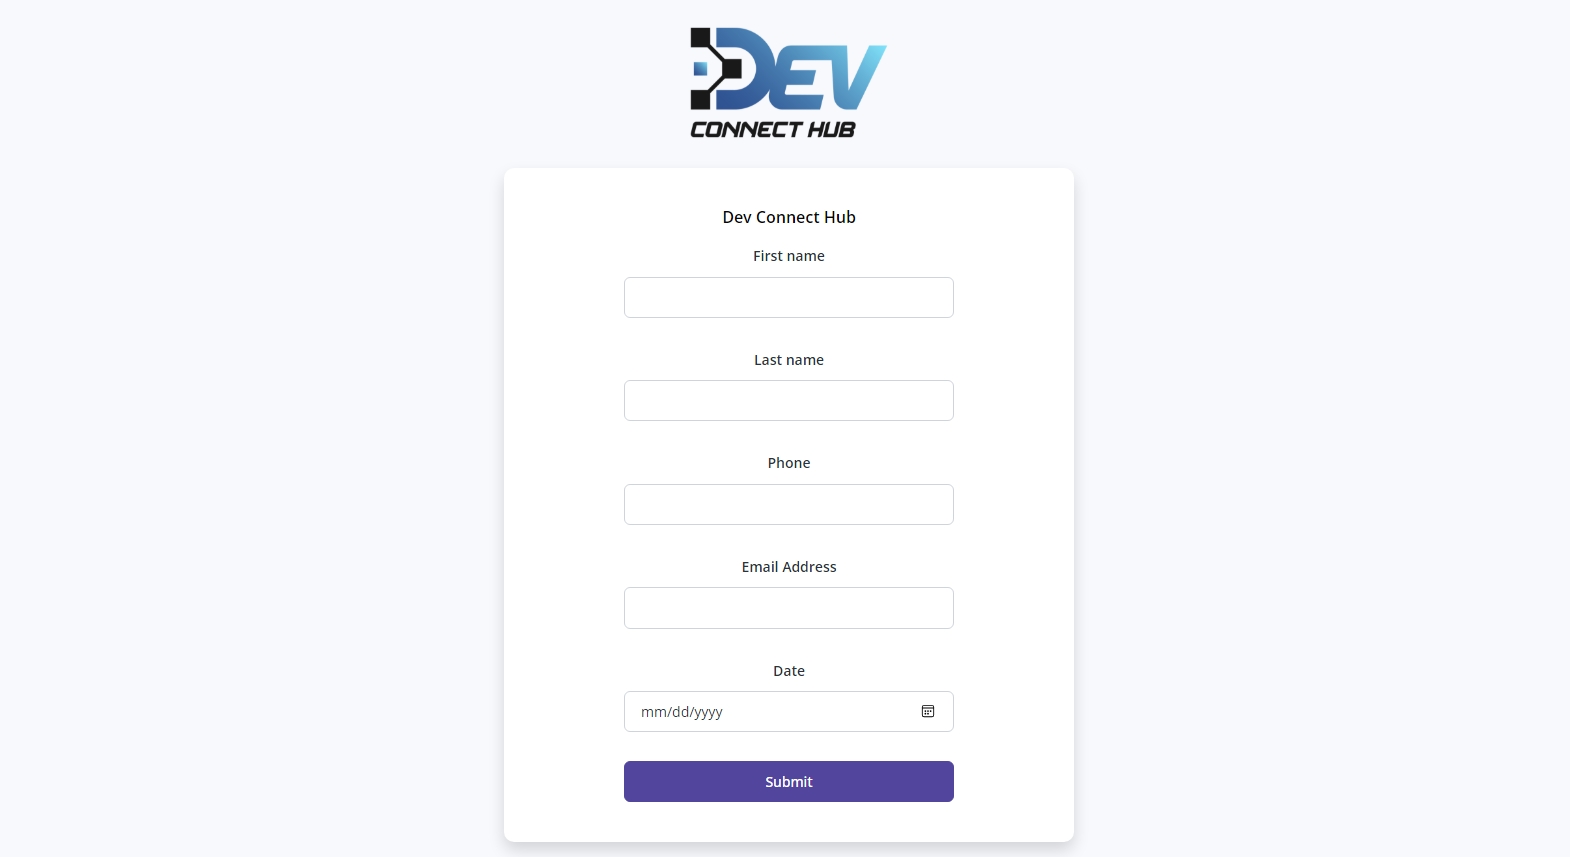 DEV
CONNECT HUB
Dev Connect Hub
First name
Last name
Phone
Email Address
Date
mm/dd/yyyy
Submit